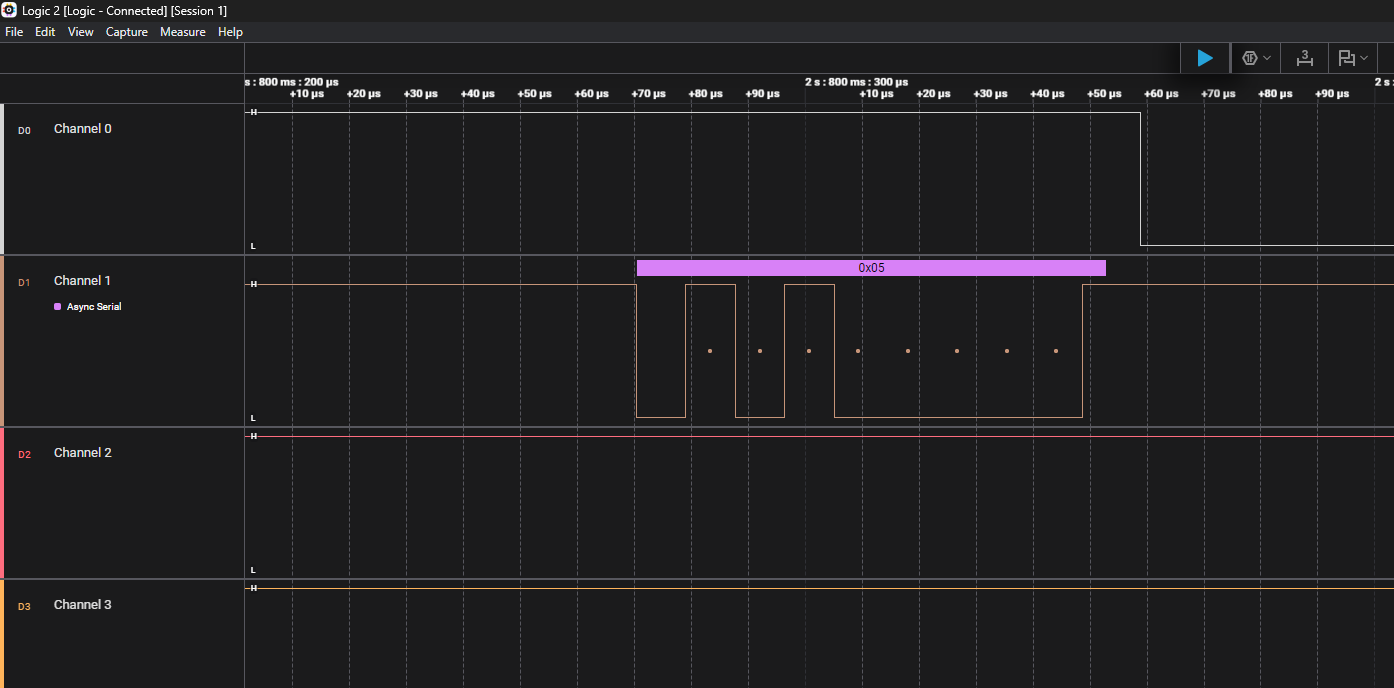 Logic 2 [Logic - Connected] [Session 1]
File Edit View Capture Measure Help
1F 3
s : 800 ms : 200 µs 2 s : 800 ms : 300 µs 2 s :
+10 µs +20 µs +30 µs +40 µs +50 µs +60 µs +70 µs +80 µs +90 µs +10 µs +20 µs +30 µs +40 µs +50 µs +60 µs +70 µs +80 µs +90 µs
H
D0 Channel 0
L
0x05
D1 Channel 1 H
Async Serial
L
H
D2 Channel 2
L
H
D3 Channel 3